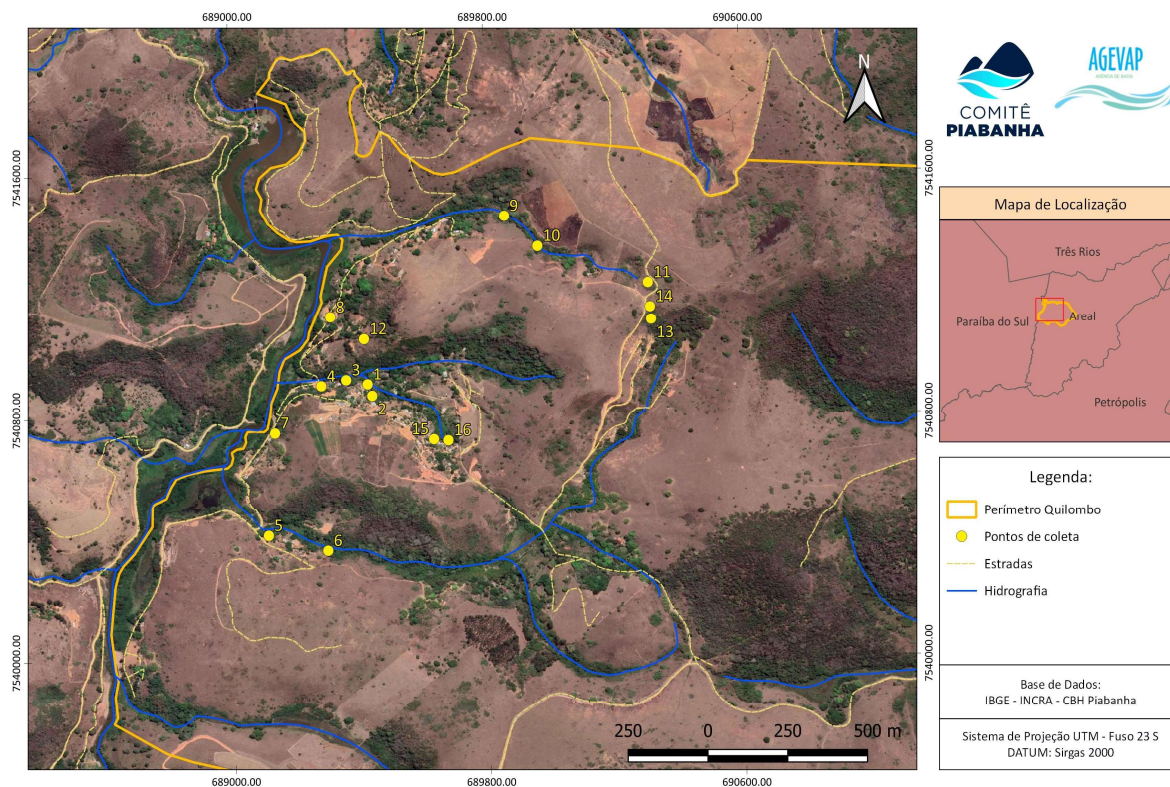 689000.00
689800.00
690600.00
7541600.00
7541600.00
7540800.00
7540800.00
7540000.00
7540000.00
N
9
10
11
14
13
8
12
3
1
4
2
7
15
16
5
6
250 0 250 500 m
689000.00
689800.00
690600.00
COMITÊ
PIABANHA
AGEVAP
AGÊNCIA DE BACIA
Mapa de Localização
Três Rios
Paraíba do Sul
Areal
Petrópolis
Legenda:
Perímetro Quilombo
Pontos de coleta
Estradas
Hidrografia
Base de Dados:
IBGE - INCRA - CBH Piabanha
Sistema de Projeção UTM - Fuso 23 S
DATUM: Sirgas 2000